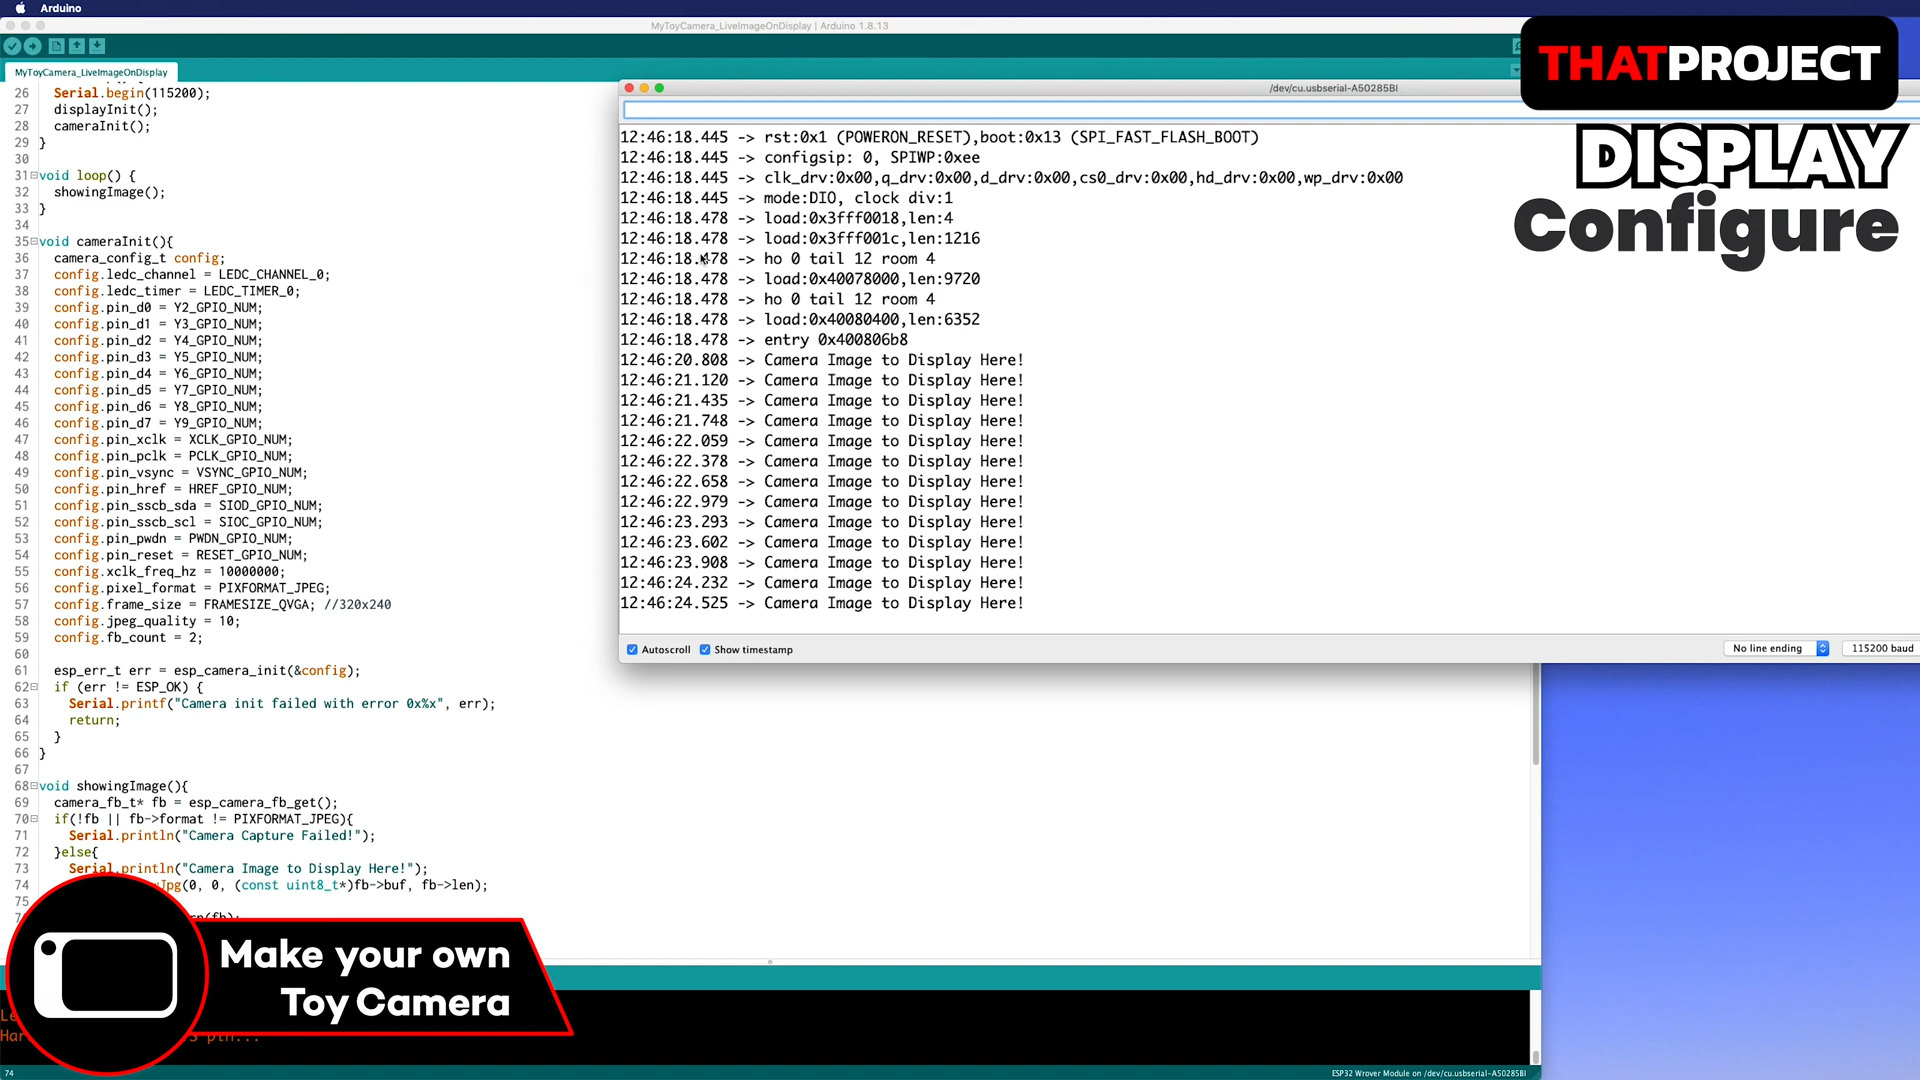 Arduino
MyToyCamera_LiveImageOnDisplay | Arduino 1.8.13
MyToyCamera_LiveImageOnDisplay
26 Serial.begin(115200);
27 displayInit();
28 cameraInit();
29 }
30
31 void loop() {
32 showingImage();
33 }
34
35 void cameraInit(){
36 camera_config_t config;
37 config.ledc_channel = LEDC_CHANNEL_0;
38 config.ledc_timer = LEDC_TIMER_0;
39 config.pin_d0 = Y2_GPIO_NUM;
40 config.pin_d1 = Y3_GPIO_NUM;
41 config.pin_d2 = Y4_GPIO_NUM;
42 config.pin_d3 = Y5_GPIO_NUM;
43 config.pin_d4 = Y6_GPIO_NUM;
44 config.pin_d5 = Y7_GPIO_NUM;
45 config.pin_d6 = Y8_GPIO_NUM;
46 config.pin_d7 = Y9_GPIO_NUM;
47 config.pin_xclk = XCLK_GPIO_NUM;
48 config.pin_pclk = PCLK_GPIO_NUM;
49 config.pin_vsync = VSYNC_GPIO_NUM;
50 config.pin_href = HREF_GPIO_NUM;
51 config.pin_sscb_sda = SIOD_GPIO_NUM;
52 config.pin_sscb_scl = SIOC_GPIO_NUM;
53 config.pin_pwdn = PWDN_GPIO_NUM;
54 config.pin_reset = RESET_GPIO_NUM;
55 config.xclk_freq_hz = 10000000;
56 config.pixel_format = PIXFORMAT_JPEG;
57 config.frame_size = FRAMESIZE_QVGA; //320x240
58 config.jpeg_quality = 10;
59 config.fb_count = 2;
60
61 esp_err_t err = esp_camera_init(&config);
62 if (err != ESP_OK) {
63 Serial.printf("Camera init failed with error 0x%x", err);
64 return;
65 }
66 }
67
68 void showingImage(){
69 camera_fb_t* fb = esp_camera_fb_get();
70 if(!fb || fb->format != PIXFORMAT_JPEG){
71 Serial.println("Camera Capture Failed!");
72 }else{
73 Serial.println("Camera Image to Display Here!");
74 Jpg(0, 0, (const uint8_t*)fb->buf, fb->len);
75
/dev/cu.usbserial-A50285BI
12:46:18.445 -> rst:0x1 (POWERON_RESET),boot:0x13 (SPI_FAST_FLASH_BOOT)
12:46:18.445 -> configsip: 0, SPIWP:0xee
12:46:18.445 -> clk_drv:0x00,q_drv:0x00,d_drv:0x00,cs0_drv:0x00,hd_drv:0x00,wp_drv:0x00
12:46:18.445 -> mode:DIO, clock div:1
12:46:18.478 -> load:0x3fff0018,len:4
12:46:18.478 -> load:0x3fff001c,len:1216
12:46:18.478 -> ho 0 tail 12 room 4
12:46:18.478 -> load:0x40078000,len:9720
12:46:18.478 -> ho 0 tail 12 room 4
12:46:18.478 -> load:0x40080400,len:6352
12:46:18.478 -> entry 0x400806b8
12:46:20.808 -> Camera Image to Display Here!
12:46:21.120 -> Camera Image to Display Here!
12:46:21.435 -> Camera Image to Display Here!
12:46:21.748 -> Camera Image to Display Here!
12:46:22.059 -> Camera Image to Display Here!
12:46:22.378 -> Camera Image to Display Here!
12:46:22.658 -> Camera Image to Display Here!
12:46:22.979 -> Camera Image to Display Here!
12:46:23.293 -> Camera Image to Display Here!
12:46:23.602 -> Camera Image to Display Here!
12:46:23.908 -> Camera Image to Display Here!
12:46:24.232 -> Camera Image to Display Here!
12:46:24.525 -> Camera Image to Display Here!
Autoscroll Show timestamp No line ending 115200 baud
THATPROJECT
DISPLAY
Configure
Make your own
Toy Camera
74
ESP32 Wrover Module on /dev/cu.usbserial-A50285BI